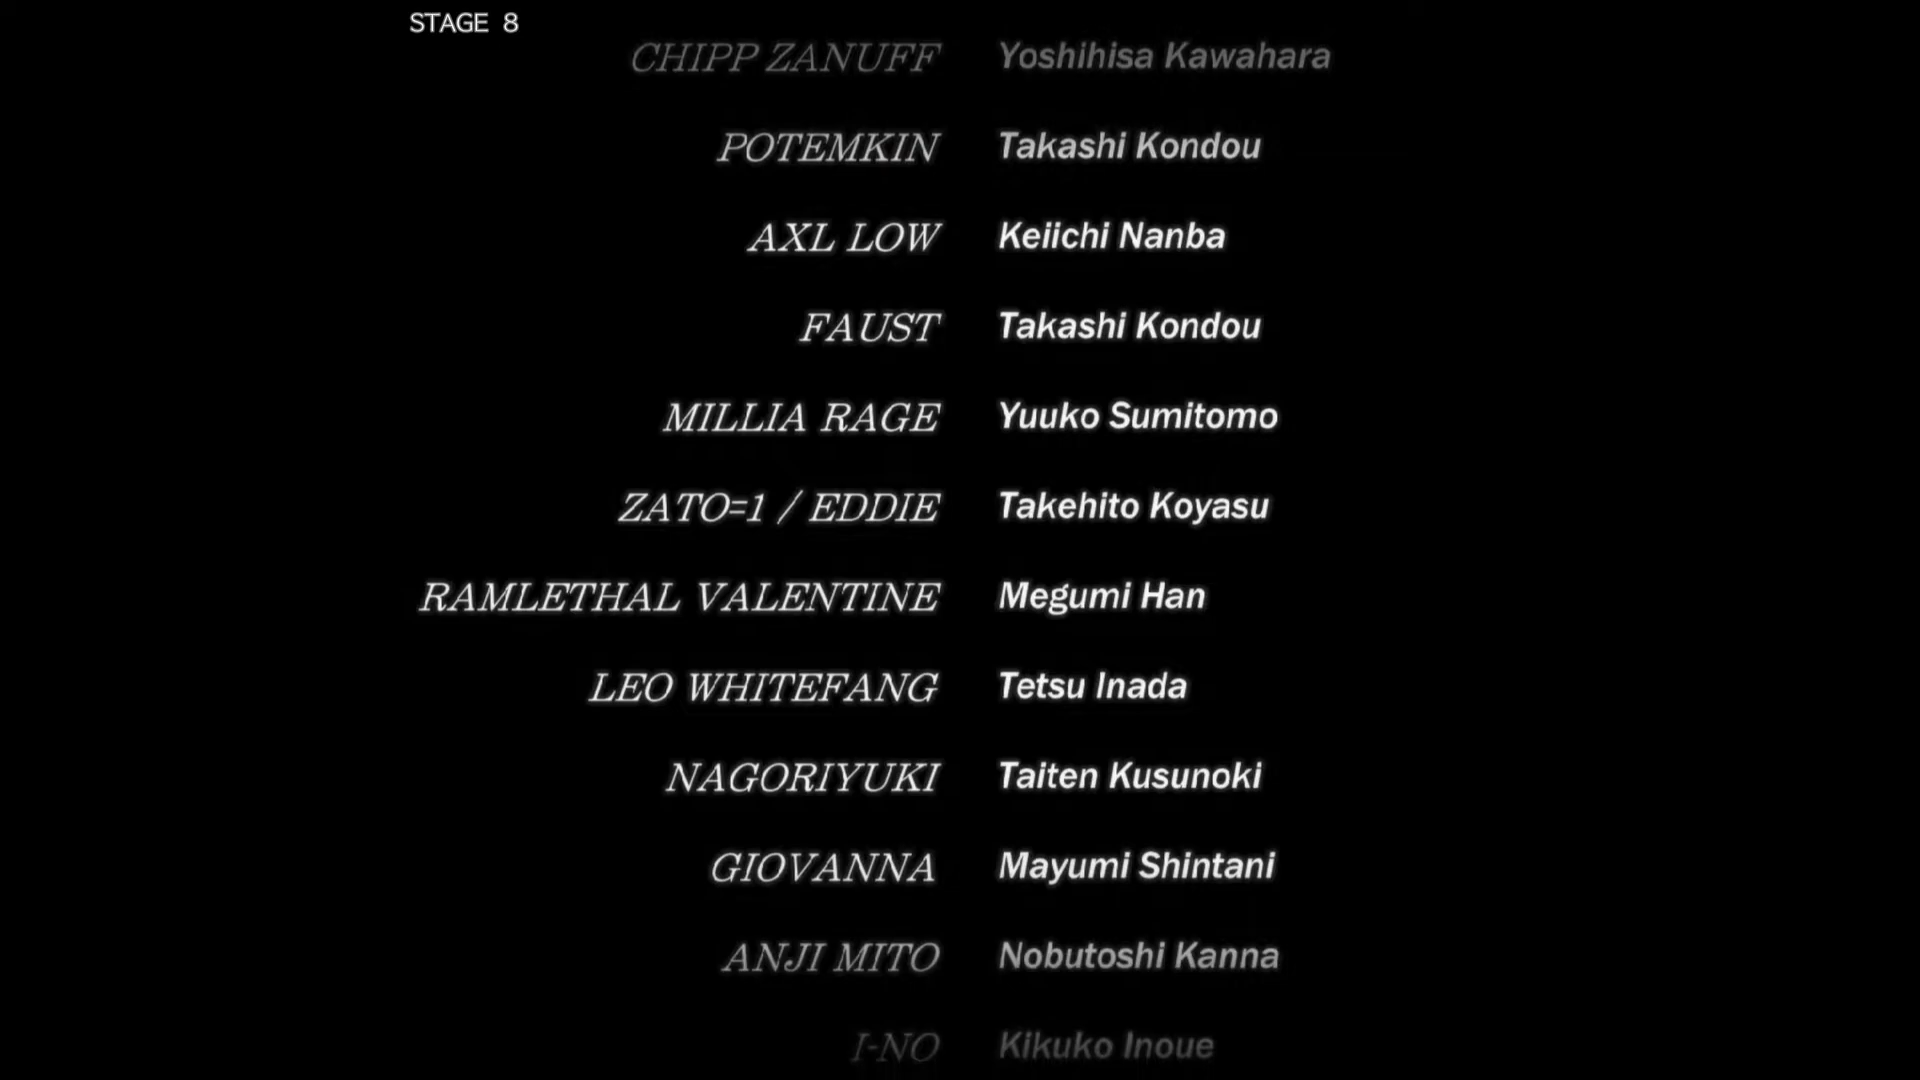 STAGE 8
CHIPP ZANUFF Yoshihisa Kawahara
POTEMKIN Takashi Kondou
AXL LOW Keiichi Nanba
FAUST Takashi Kondou
MILLIA RAGE Yuuko Sumitomo
ZATO=1 / EDDIE Takehito Koyasu
RAMLETHAL VALENTINE Megumi Han
LEO WHITEFANG Tetsu Inada
NAGORIYUKI Taiten Kusunoki
GIOVANNA Mayumi Shintani
ANJI MITO Nobutoshi Kanna
I-NO Kikuko Inoue